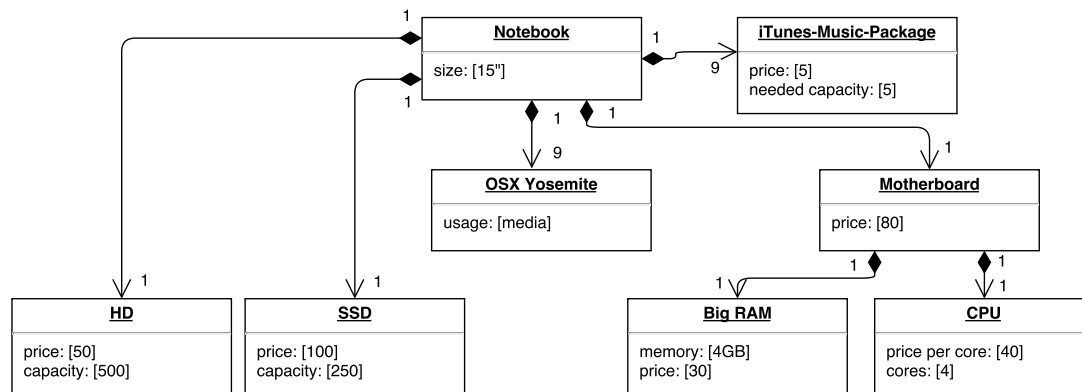 1
Notebook
size: [15"]
1
iTunes-Music-Package
price: [5]
needed capacity: [5]
9
1
1
1
9
1
OSX Yosemite
usage: [media]
Motherboard
price: [80]
1
1
1
1
1
1
HD
price: [50]
capacity: [500]
SSD
price: [100]
capacity: [250]
Big RAM
memory: [4GB]
price: [30]
CPU
price per core: [40]
cores: [4]